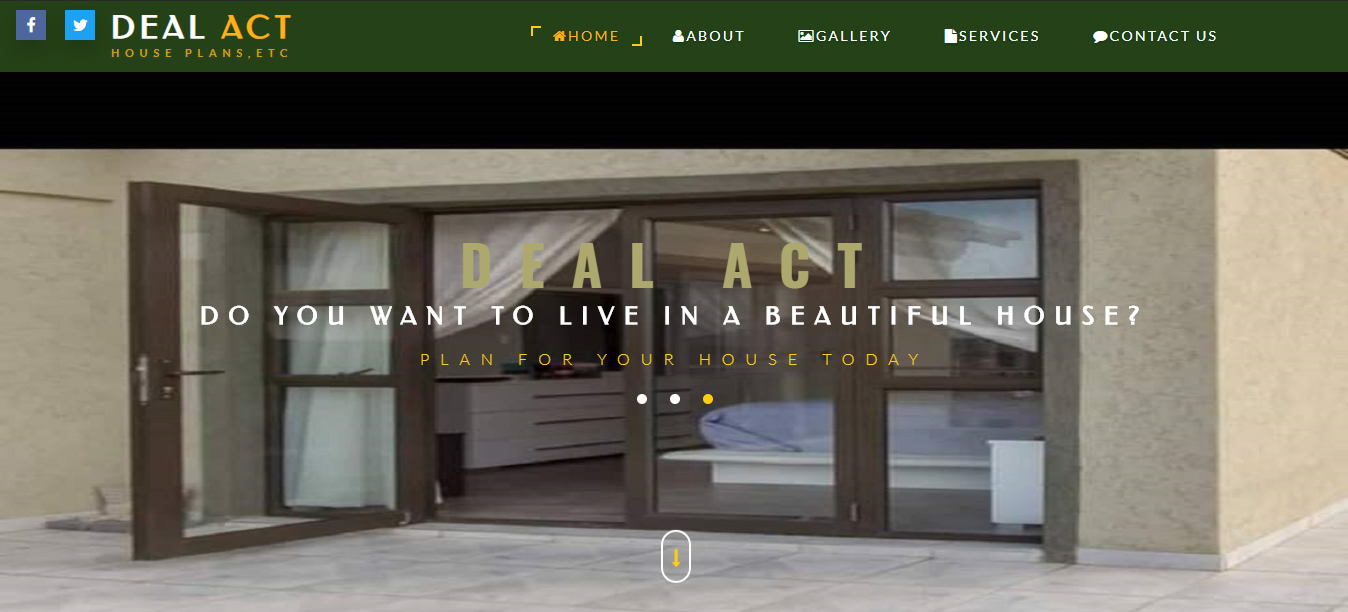 DEAL ACT
HOUSE PLANS,ETC
HOME ABOUT GALLERY SERVICES CONTACT US
DEAL ACT
DO YOU WANT TO LIVE IN A BEAUTIFUL HOUSE?
PLAN FOR YOUR HOUSE TODAY